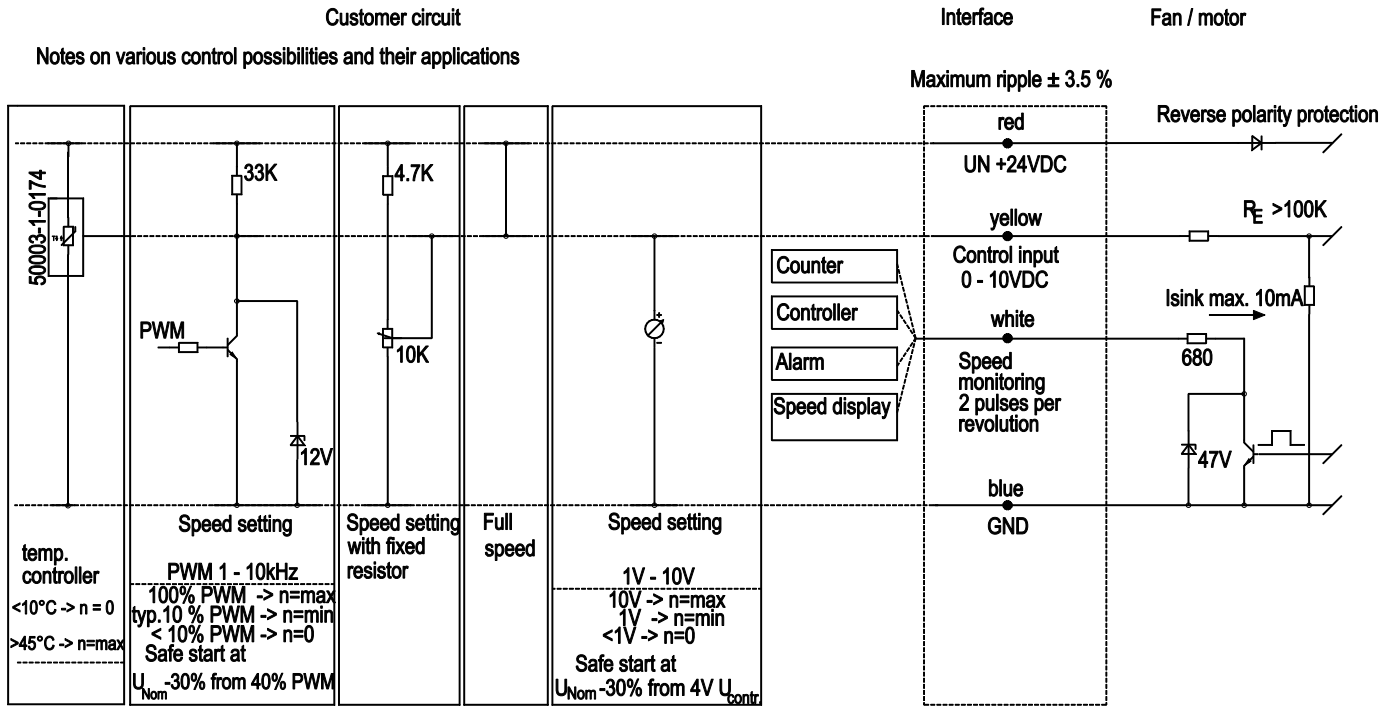 Customer circuit
Interface
Fan / motor
Notes on various control possibilities and their applications
Maximum ripple ± 3.5 %
50003-1-0174
temp.
controller
<10°C -> n = 0
>45°C -> n=max
33K
PWM
12V
Speed setting
PWM 1 - 10kHz
100% PWM -> n=max
typ.10 % PWM -> n=min
< 10% PWM -> n=0
Safe start at
UNom -30% from 40% PWM
4.7K
10K
Speed setting
with fixed
resistor
Full
speed
+
–
Speed setting
1V - 10V
10V -> n=max
1V -> n=min
<1V -> n=0
Safe start at
UNom -30% from 4V Ucontr.
Counter
Controller
Alarm
Speed display
red
UN +24VDC
yellow
Control input
0 - 10VDC
white
Speed
monitoring
2 pulses per
revolution
blue
GND
Reverse polarity protection
RE >100K
Isink max. 10mA
680
47V